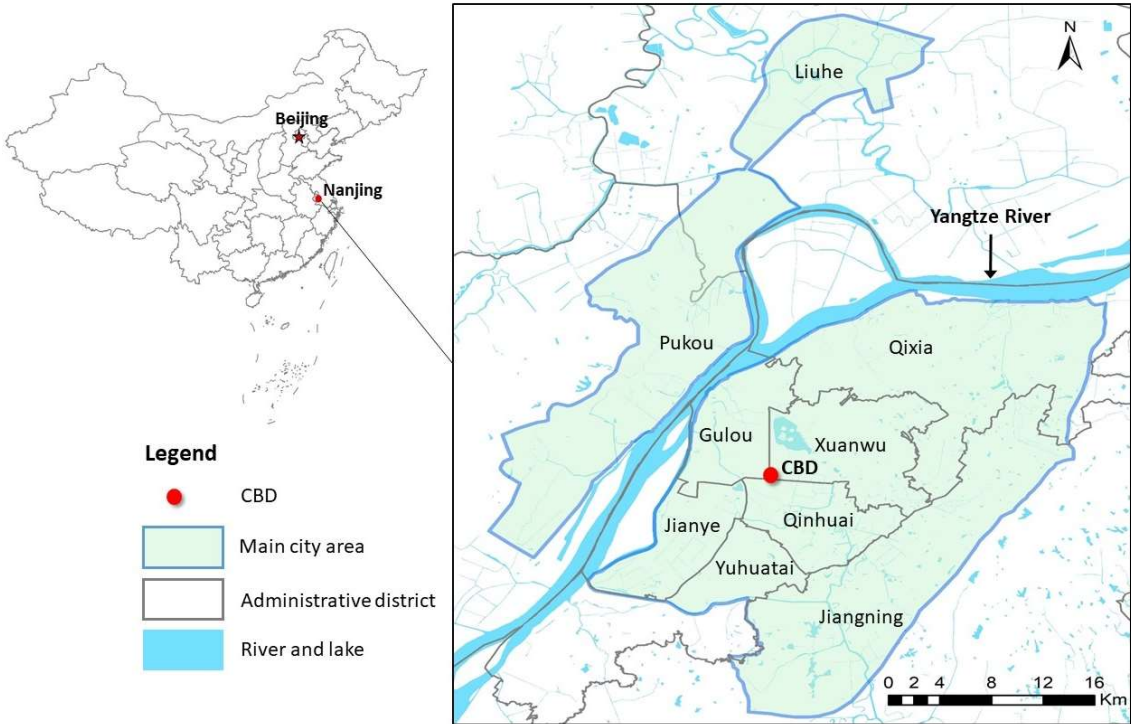 Beijing
Nanjing
Legend
CBD
Main city area
Administrative district
River and lake
N
Liuhe
Yangtze River
Pukou
Qixia
Gulou
Xuanwu
CBD
Jianye
Qinhuai
Yuhuatai
Jiangning
0 2 4 8 12 16
Km